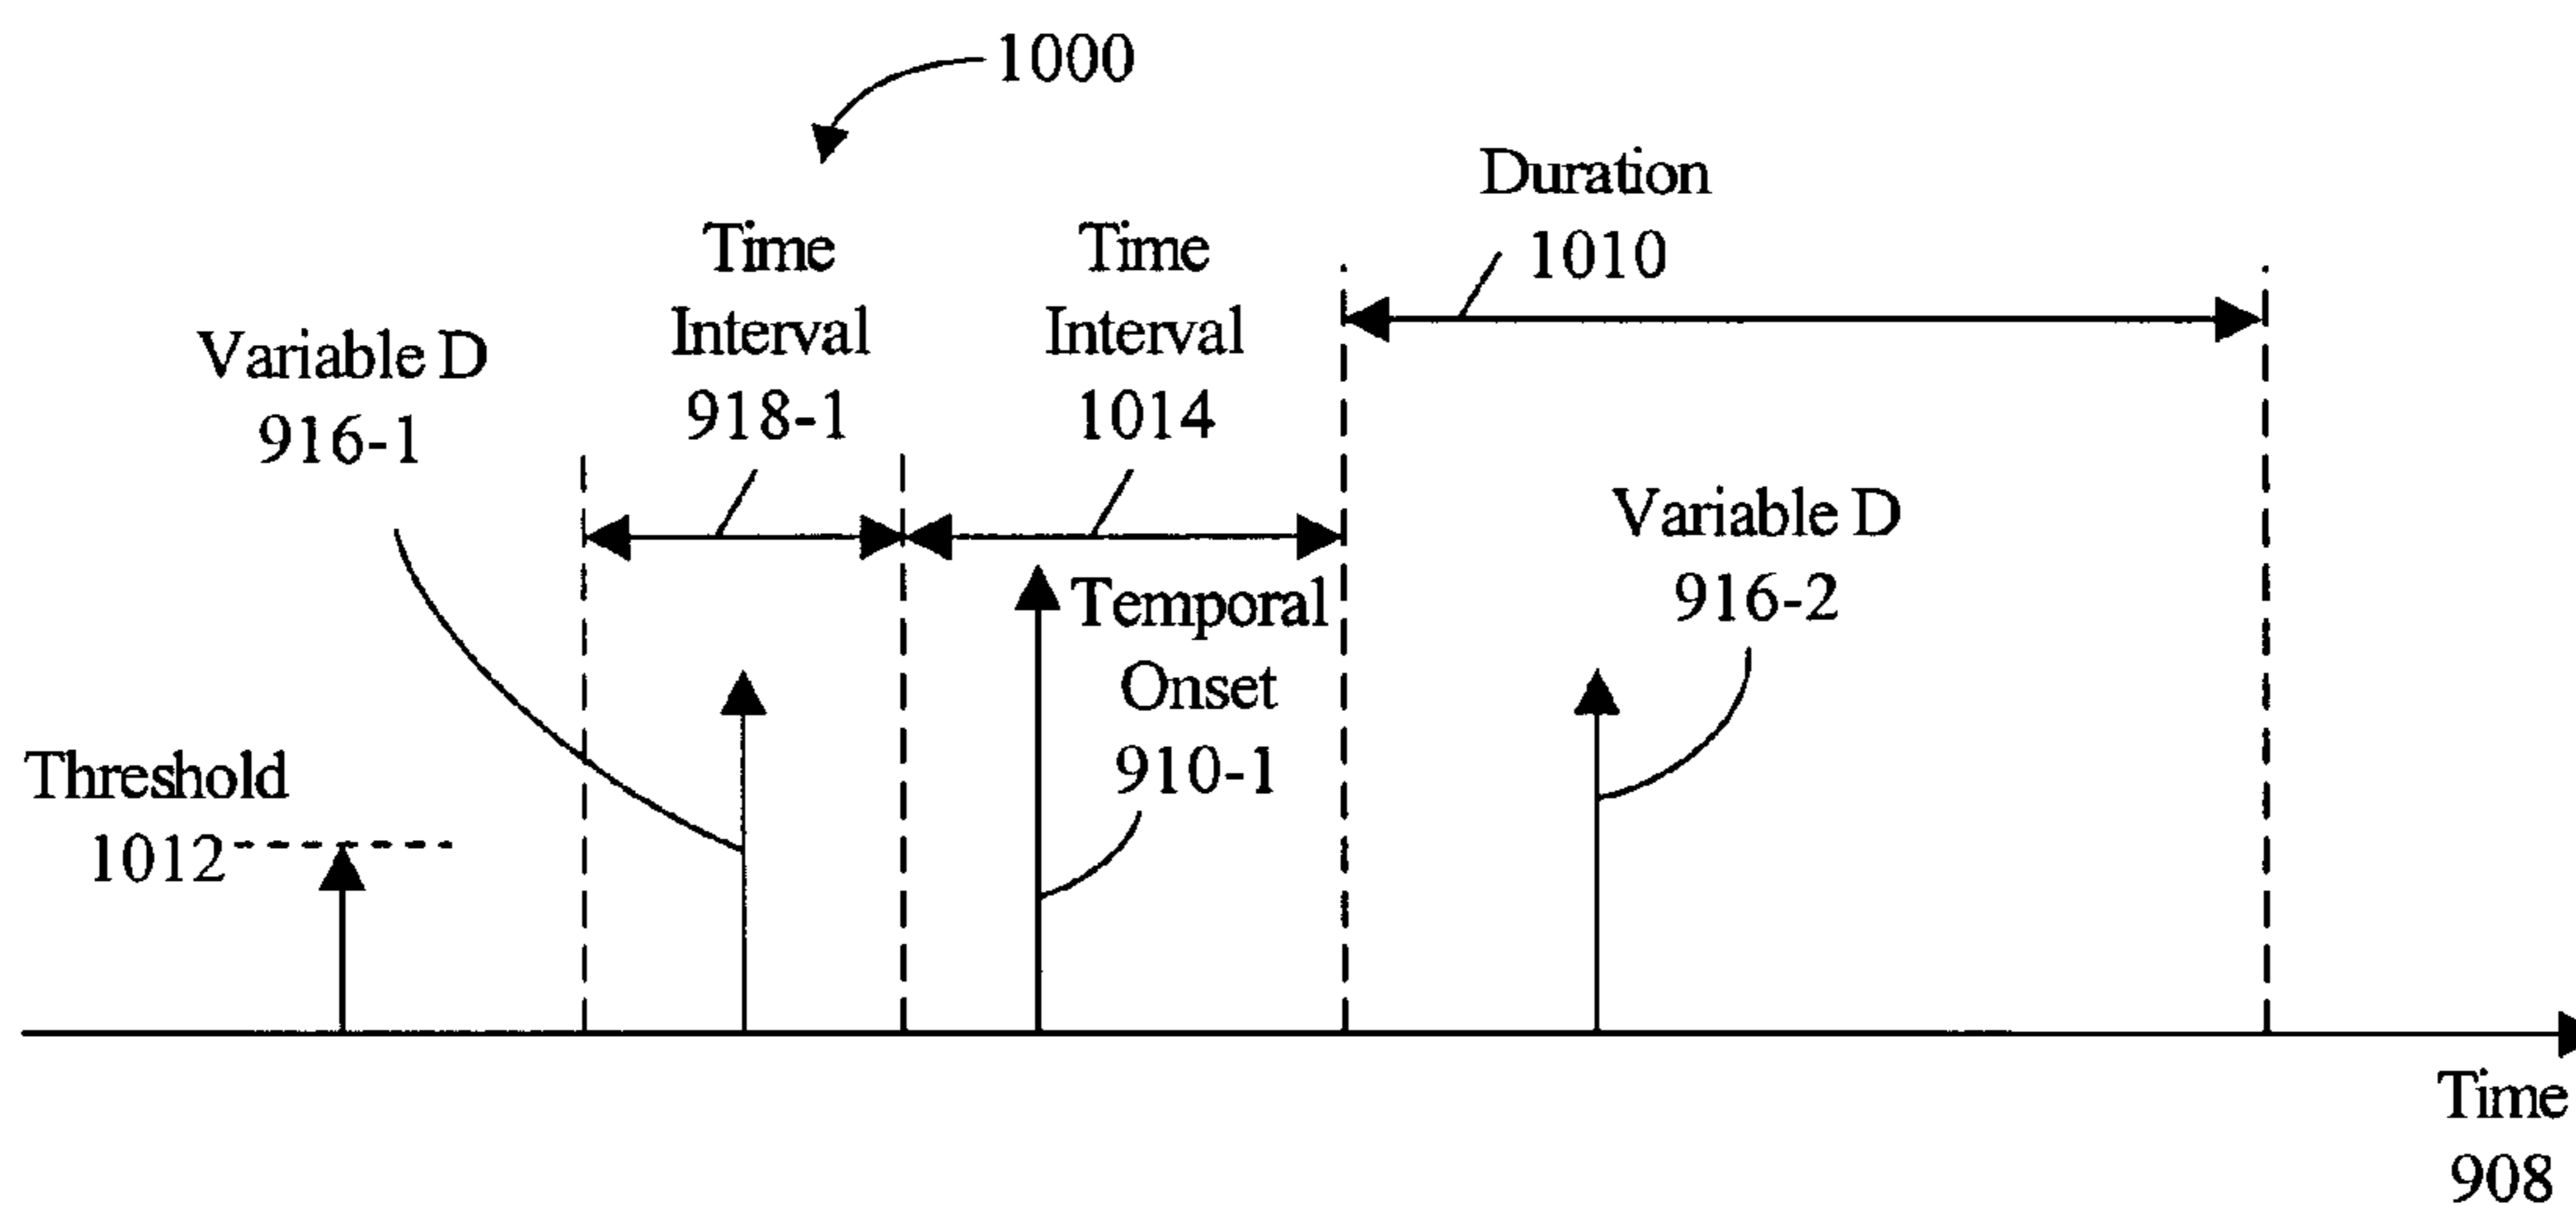 1000
Duration
1010
Time
Interval
918-1
Time
Interval
1014
Variable D
916-1
Variable D
916-2
Temporal
Onset
910-1
Threshold
1012
Time
908